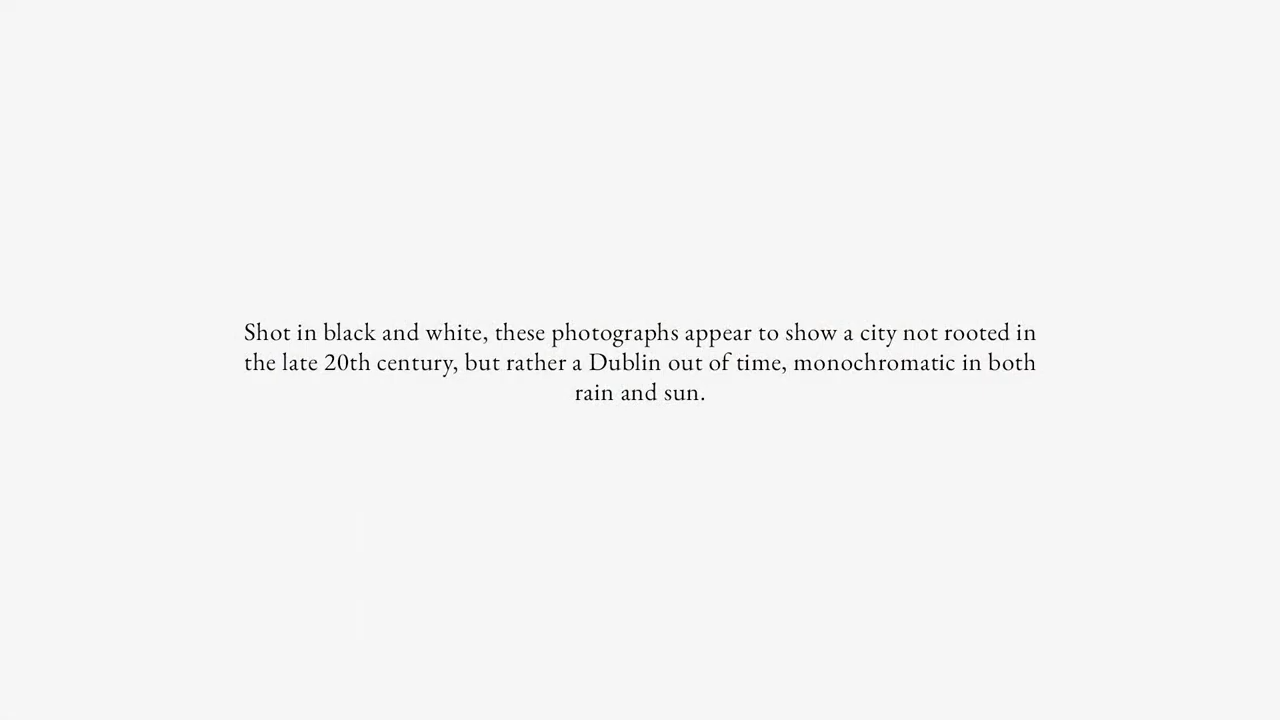 Shot in black and white, these photographs appear to show a city not rooted in
the late 20th century, but rather a Dublin out of time, monochromatic in both
rain and sun.